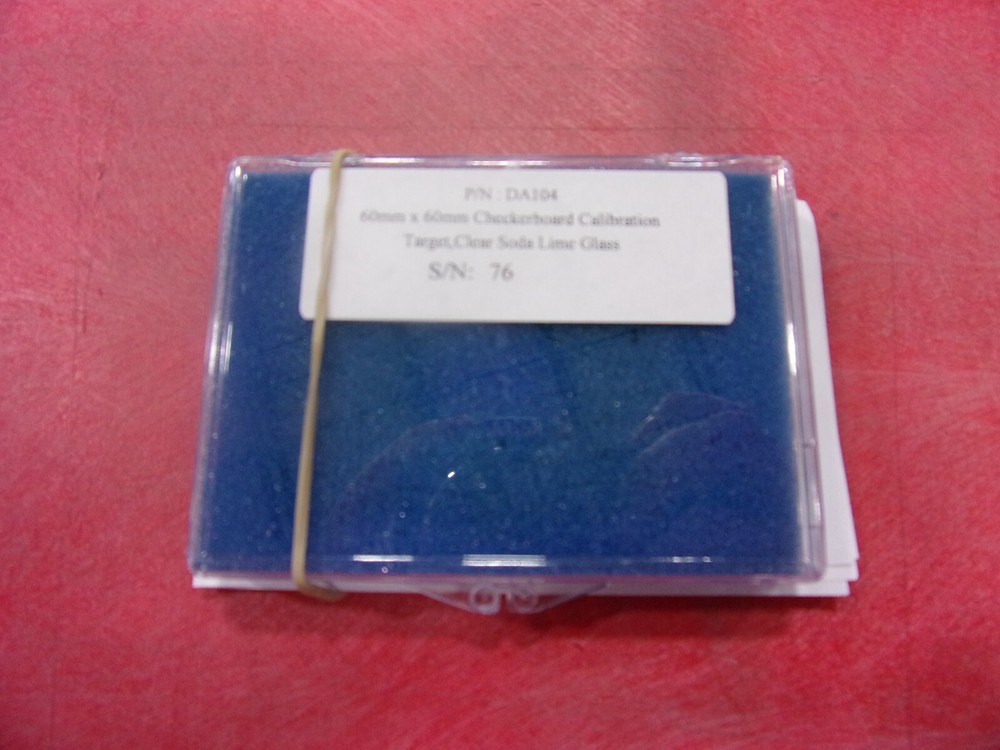 P/N : DA104
60mm x 60mm Checkerboard Calibration
Target,Clear Soda Lime Glass
S/N: 76